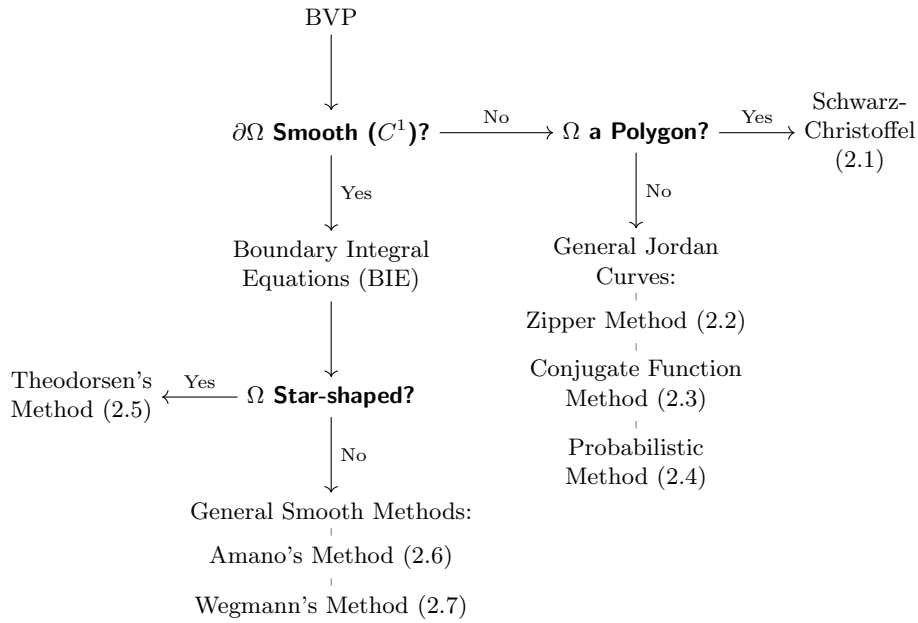 BVP
∂Ω Smooth (C¹)?
No
Ω a Polygon?
Yes
Schwarz-
Christoffel
(2.1)
Yes
No
Boundary Integral
Equations (BIE)
General Jordan
Curves:
Zipper Method (2.2)
Conjugate Function
Method (2.3)
Probabilistic
Method (2.4)
Theodorsen's
Method (2.5)
Yes
Ω Star-shaped?
No
General Smooth Methods:
Amano's Method (2.6)
Wegmann's Method (2.7)